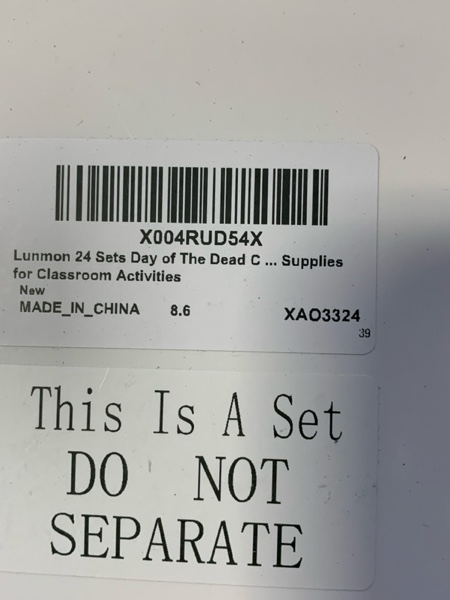 X004RUD54X
Lunmon 24 Sets Day of The Dead C ... Supplies
for Classroom Activities
New
MADE_IN_CHINA 8.6 XAO3324
39
This Is A Set
DO NOT
SEPARATE